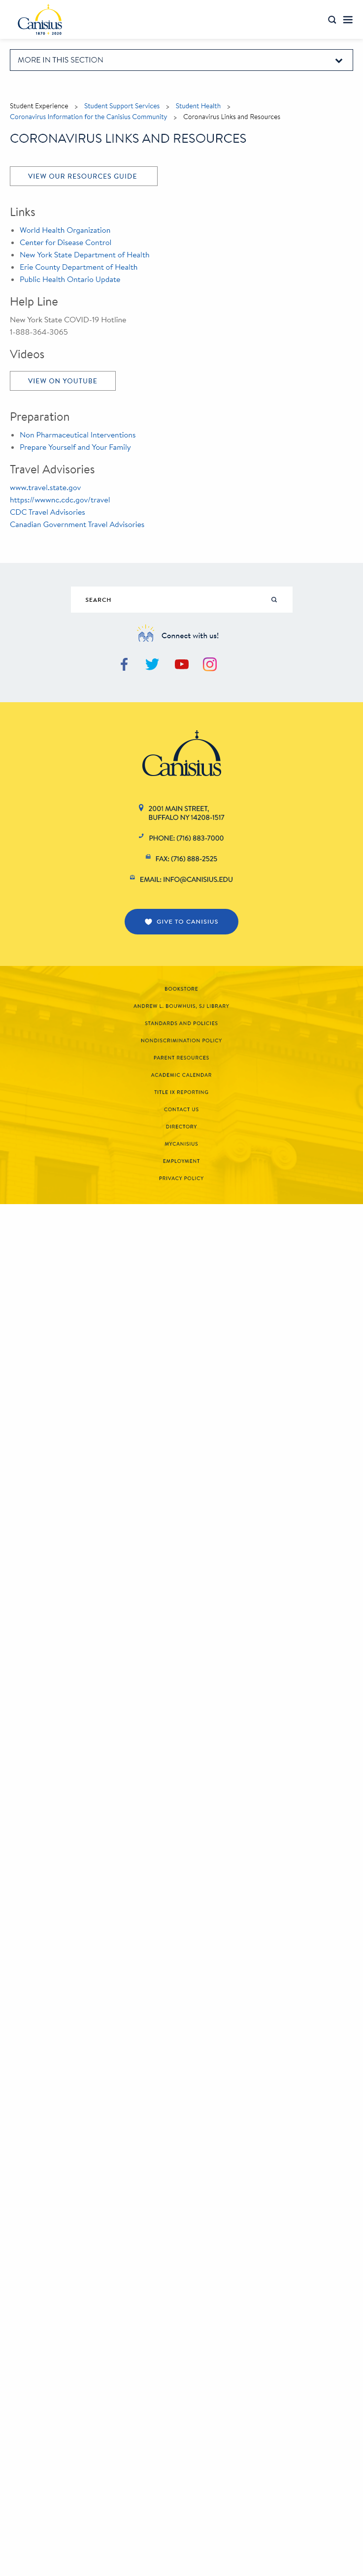 Canisius
1870 2020
MORE IN THIS SECTION
Student Experience > Student Support Services > Student Health >
Coronavirus Information for the Canisius Community > Coronavirus Links and Resources
CORONAVIRUS LINKS AND RESOURCES
VIEW OUR RESOURCES GUIDE
Links
World Health Organization
Center for Disease Control
New York State Department of Health
Erie County Department of Health
Public Health Ontario Update
Help Line
New York State COVID-19 Hotline
1-888-364-3065
Videos
VIEW ON YOUTUBE
Preparation
Non Pharmaceutical Interventions
Prepare Yourself and Your Family
Travel Advisories
www.travel.state.gov
https://wwwnc.cdc.gov/travel
CDC Travel Advisories
Canadian Government Travel Advisories
SEARCH
Connect with us!
Canisius
2001 MAIN STREET,
BUFFALO NY 14208-1517
PHONE: (716) 883-7000
FAX: (716) 888-2525
EMAIL: INFO@CANISIUS.EDU
GIVE TO CANISIUS
BOOKSTORE
ANDREW L. BOUWHUIS, SJ LIBRARY
STANDARDS AND POLICIES
NONDISCRIMINATION POLICY
PARENT RESOURCES
ACADEMIC CALENDAR
TITLE IX REPORTING
CONTACT US
DIRECTORY
MYCANISIUS
EMPLOYMENT
PRIVACY POLICY